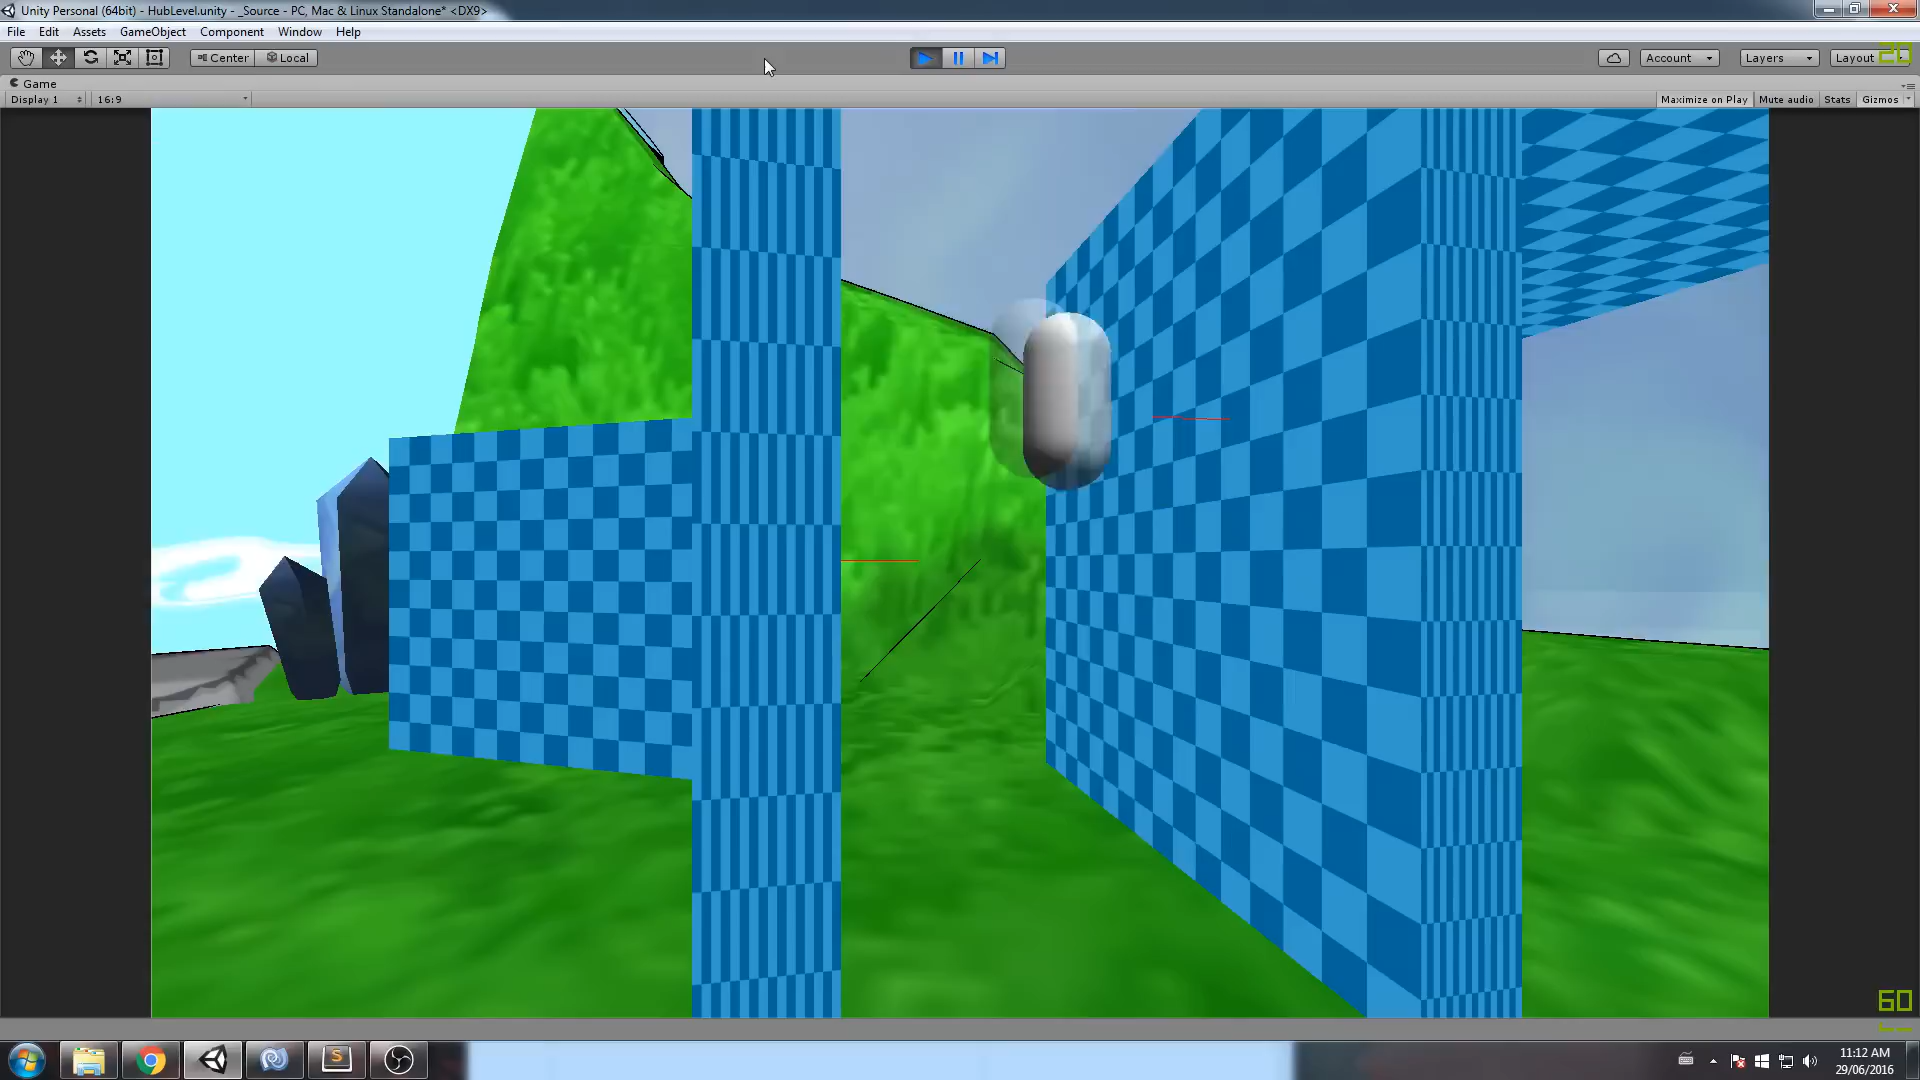 Unity Personal (64bit) - HubLevel.unity - _Source - PC, Mac & Linux Standalone* <DX9>
File Edit Assets GameObject Component Window Help
Center Local Account Layers Layout
20
Game
Display 1 16:9 Maximize on Play Mute audio Stats Gizmos
60
S
11:12 AM
29/06/2016